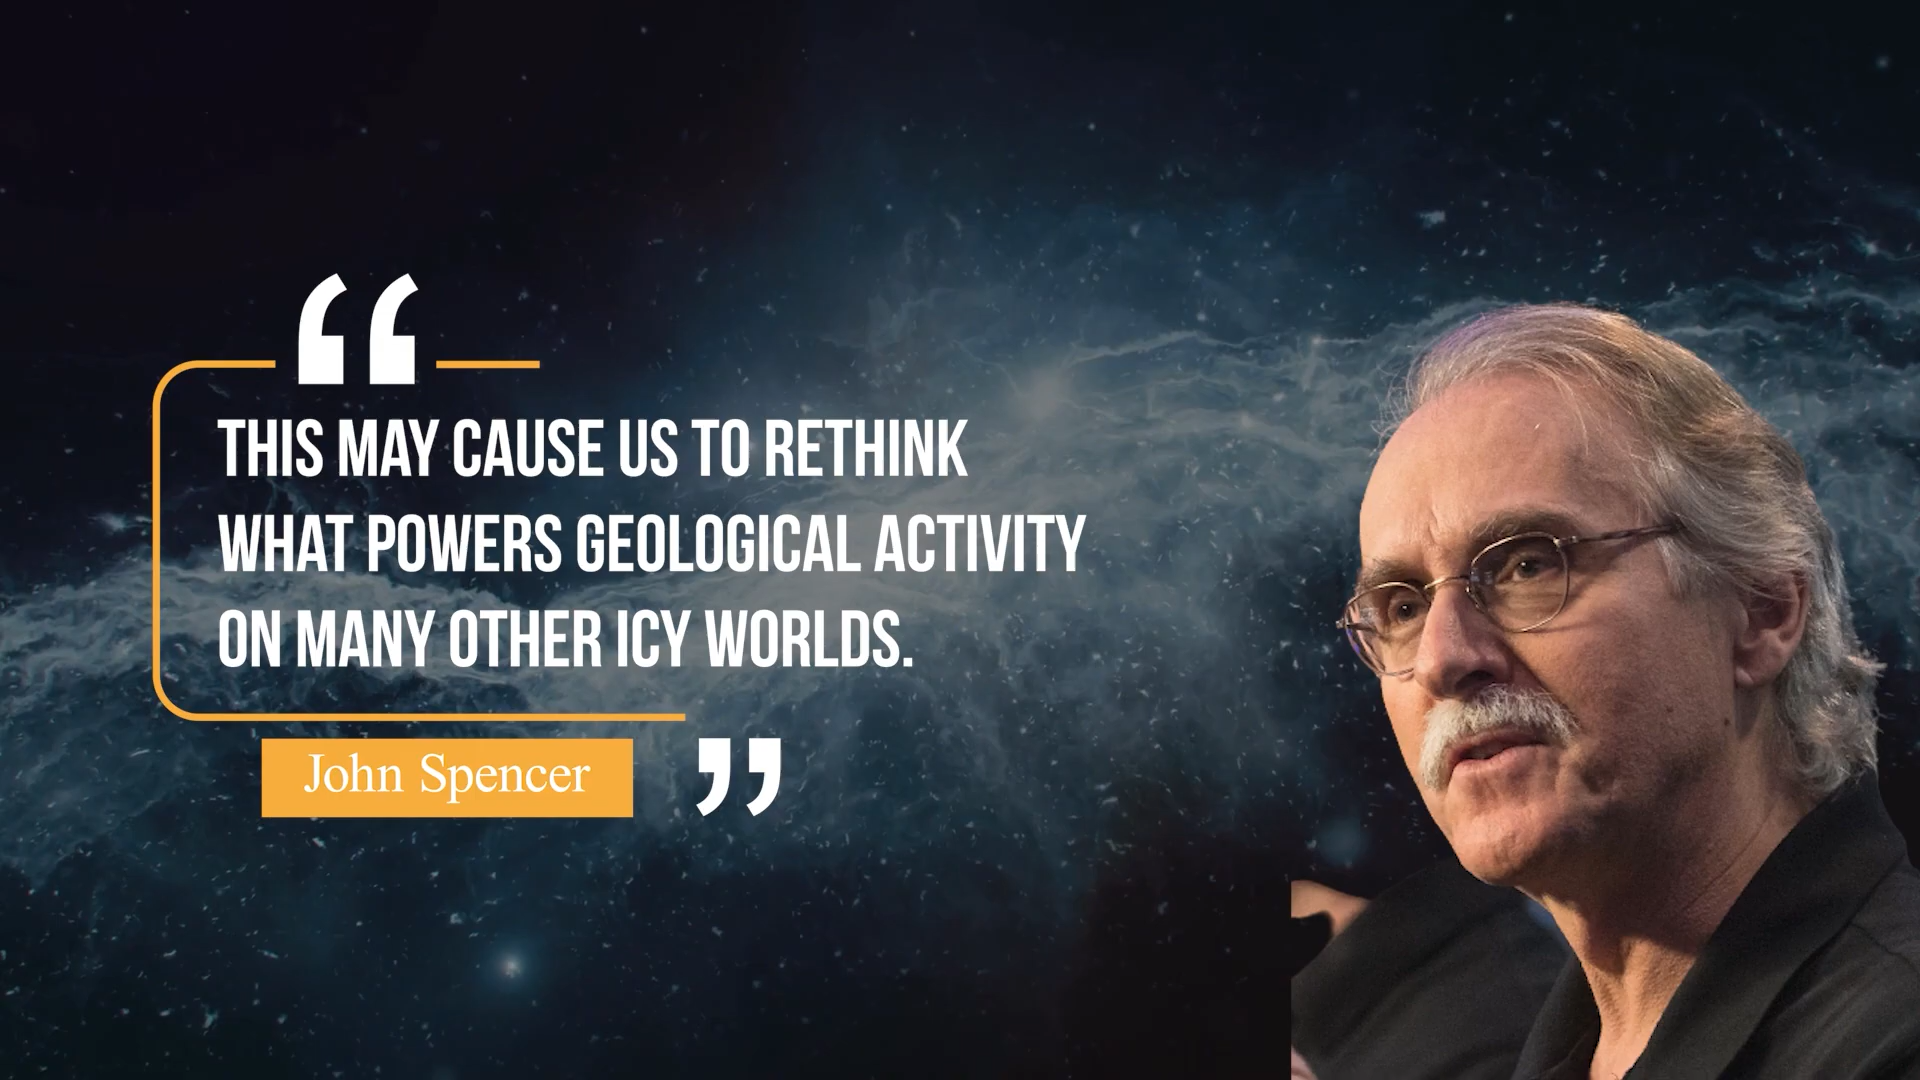 “
THIS MAY CAUSE US TO RETHINK
WHAT POWERS GEOLOGICAL ACTIVITY
ON MANY OTHER ICY WORLDS.
”
John Spencer